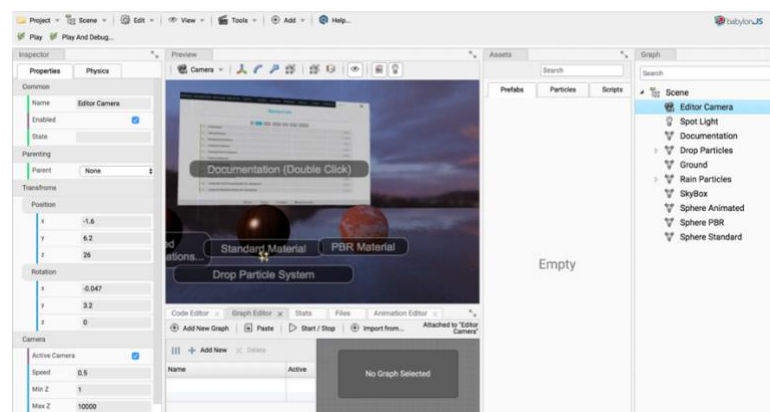 Project Scene Edit View Tools Add Help... babylon.JS
Play Play And Debug...
Inspector
Properties Physics
Common
Name Editor Camera
Enabled
State
Parenting
Parent None
Transfroms
Position
x -1.6
y 6.2
z 26
Rotation
x -0.047
y 3.2
z 0
Camera
Active Camera
Speed 0.5
Min Z 1
Max Z 10000
Preview
Camera
Documentation (Double Click)
Standard Material
PBR Material
ations...
Drop Particle System
Code Editor Graph Editor Stats Files Animation Editor
Add New Graph Paste Start / Stop Import from... Attached to "Editor
Camera"
Add New Delete
Name Active
No Graph Selected
Assets
Search
Prefabs Particles Scripts
Empty
Graph
Search
Scene
Editor Camera
Spot Light
Documentation
Drop Particles
Ground
Rain Particles
SkyBox
Sphere Animated
Sphere PBR
Sphere Standard